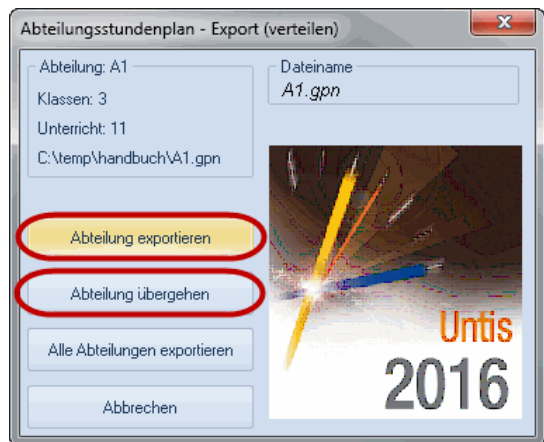 Abteilungsstundenplan - Export (verteilen)
Abteilung: A1
Klassen: 3
Unterricht: 11
C:\temp\handbuch\A1.gpn
Dateiname
A1.gpn
Abteilung exportieren
Abteilung übergehen
Alle Abteilungen exportieren
Abbrechen
Untis
2016